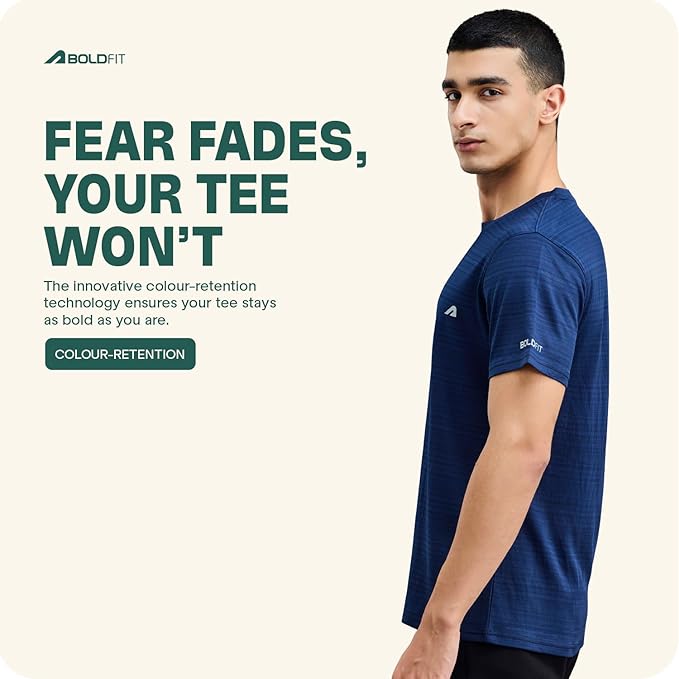 BOLDFIT
FEAR FADES,
YOUR TEE
WON'T
The innovative colour-retention
technology ensures your tee stays
as bold as you are.
COLOUR-RETENTION
BOLDFIT